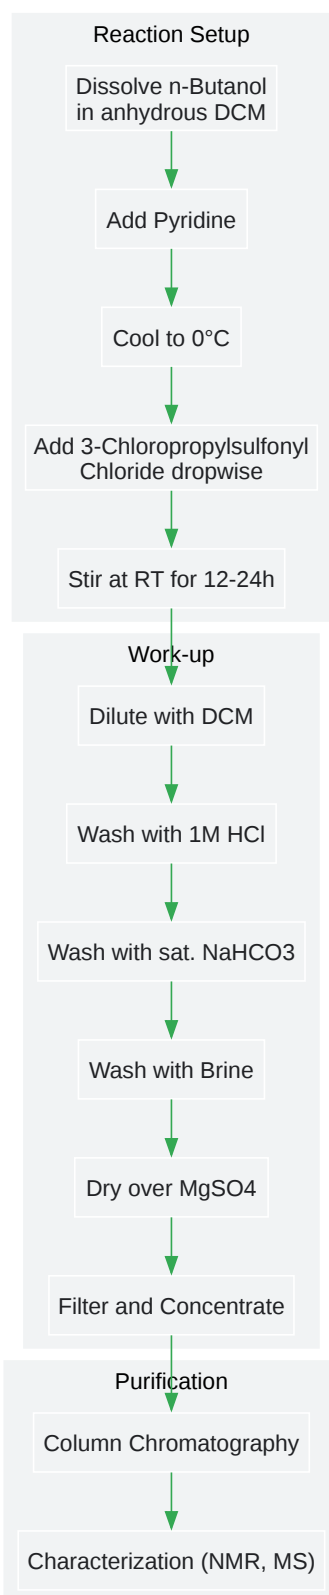 Reaction Setup
Dissolve n-Butanol
in anhydrous DCM
Add Pyridine
Cool to 0°C
Add 3-Chloropropylsulfonyl
Chloride dropwise
Stir at RT for 12-24h
Work-up
Dilute with DCM
Wash with 1M HCl
Wash with sat. NaHCO3
Wash with Brine
Dry over MgSO4
Filter and Concentrate
Purification
Column Chromatography
Characterization (NMR, MS)